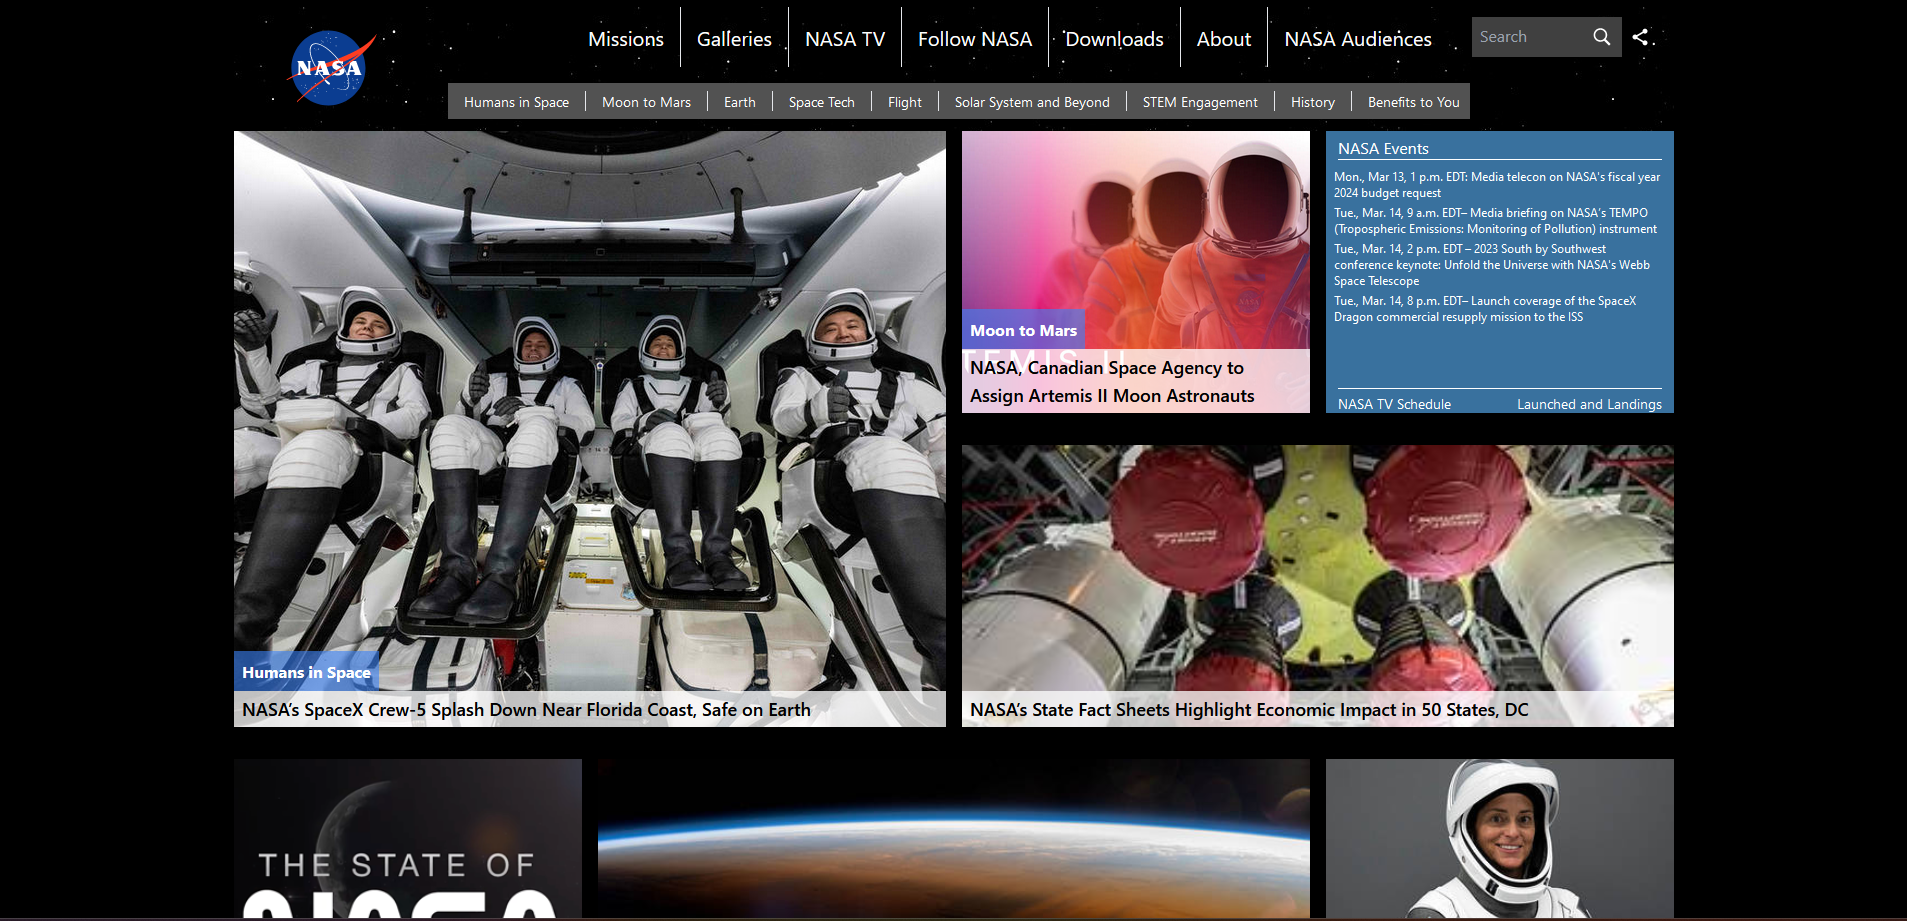 NASA
Missions
Galleries
NASA TV
Follow NASA
Downloads
About
NASA Audiences
Search
Humans in Space
Moon to Mars
Earth
Space Tech
Flight
Solar System and Beyond
STEM Engagement
History
Benefits to You
Humans in Space
NASA's SpaceX Crew-5 Splash Down Near Florida Coast, Safe on Earth
Moon to Mars
TEMIS II
NASA, Canadian Space Agency to
Assign Artemis II Moon Astronauts
NASA Events
Mon., Mar 13, 1 p.m. EDT: Media telecon on NASA's fiscal year
2024 budget request
Tue., Mar. 14, 9 a.m. EDT– Media briefing on NASA's TEMPO
(Tropospheric Emissions: Monitoring of Pollution) instrument
Tue., Mar. 14, 2 p.m. EDT – 2023 South by Southwest
conference keynote: Unfold the Universe with NASA's Webb
Space Telescope
Tue., Mar. 14, 8 p.m. EDT– Launch coverage of the SpaceX
Dragon commercial resupply mission to the ISS
NASA TV Schedule
Launched and Landings
NASA's State Fact Sheets Highlight Economic Impact in 50 States, DC
THE STATE OF
NASA